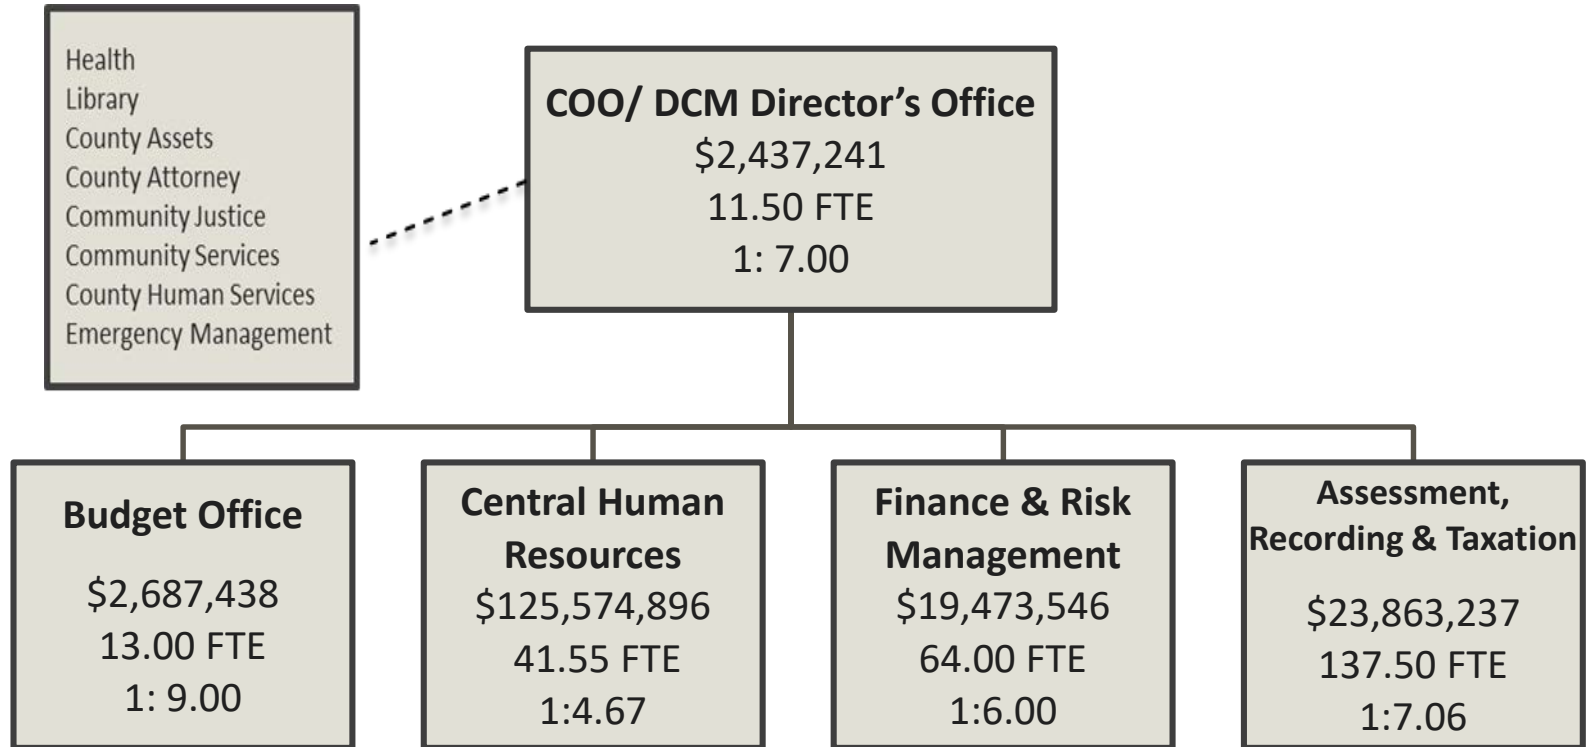 Health
Library
County Assets
County Attorney
Community Justice
Community Services
County Human Services
Emergency Management
COO/ DCM Director’s Office
$2,437,241
11.50 FTE
1: 7.00
Budget Office
$2,687,438
13.00 FTE
1: 9.00
Central Human
Resources
$125,574,896
41.55 FTE
1:4.67
Finance & Risk
Management
$19,473,546
64.00 FTE
1:6.00
Assessment,
Recording & Taxation
$23,863,237
137.50 FTE
1:7.06